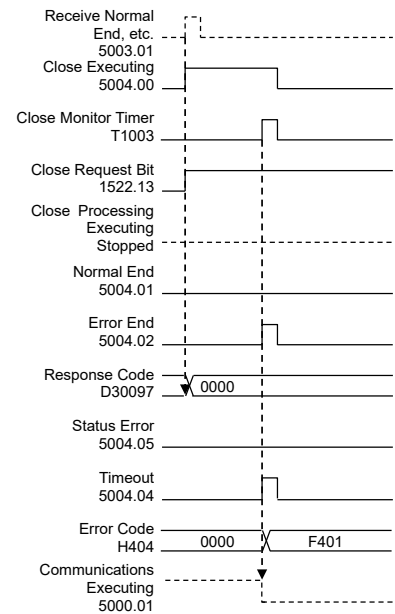 Receive Normal
End, etc.
5003.01
Close Executing
5004.00
Close Monitor Timer
T1003
Close Request Bit
1522.13
Close Processing
Executing
Stopped
Normal End
5004.01
Error End
5004.02
Response Code
D30097
0000
Status Error
5004.05
Timeout
5004.04
Error Code
H404
0000
F401
Communications
Executing
5000.01